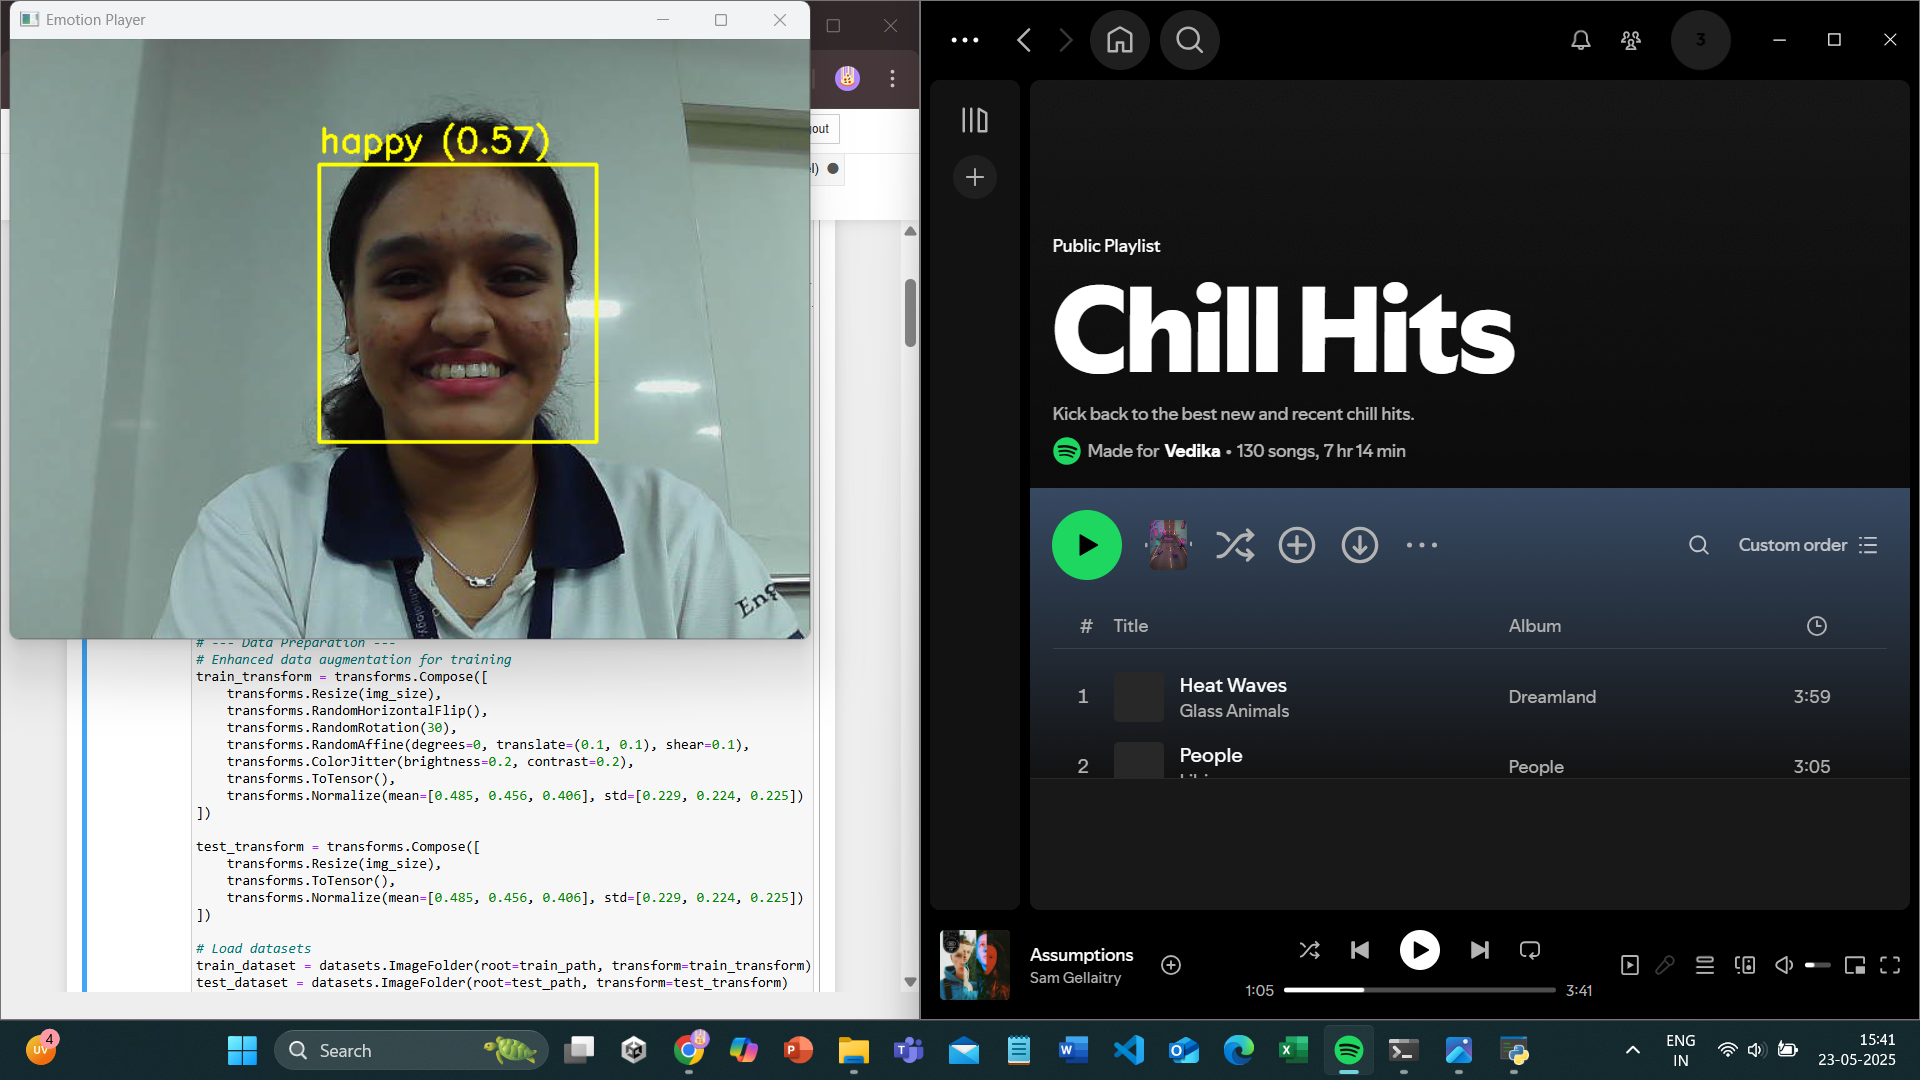 Emotion Player
happy (0.57)
Eng
out
l)
# --- Data Preparation ---
# Enhanced data augmentation for training
train_transform = transforms.Compose([
transforms.Resize(img_size),
transforms.RandomHorizontalFlip(),
transforms.RandomRotation(30),
transforms.RandomAffine(degrees=0, translate=(0.1, 0.1), shear=0.1),
transforms.ColorJitter(brightness=0.2, contrast=0.2),
transforms.ToTensor(),
transforms.Normalize(mean=[0.485, 0.456, 0.406], std=[0.229, 0.224, 0.225])
])
test_transform = transforms.Compose([
transforms.Resize(img_size),
transforms.ToTensor(),
transforms.Normalize(mean=[0.485, 0.456, 0.406], std=[0.229, 0.224, 0.225])
])
# Load datasets
train_dataset = datasets.ImageFolder(root=train_path, transform=train_transform)
test_dataset = datasets.ImageFolder(root=test_path, transform=test_transform)
3
Public Playlist
Chill Hits
Kick back to the best new and recent chill hits.
Made for Vedika • 130 songs, 7 hr 14 min
Custom order
# Title Album
1 Heat Waves Dreamland 3:59
Glass Animals
2 People People 3:05
Assumptions
Sam Gellaitry
1:05 3:41
4
UV
Search
ENG
IN
15:41
23-05-2025